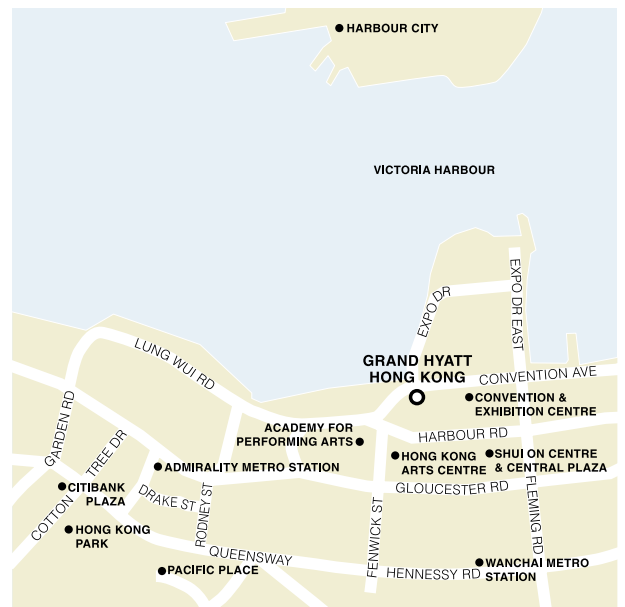 HARBOUR CITY
VICTORIA HARBOUR
EXPO DR EAST
EXPO DR
LUNG WUI RD
GRAND HYATT
HONG KONG
CONVENTION AVE
CONVENTION &
EXHIBITION CENTRE
GARDEN RD
ACADEMY FOR
PERFORMING ARTS
HARBOUR RD
COTTON TREE DR
ADMIRALITY METRO STATION
HONG KONG
ARTS CENTRE
SHUI ON CENTRE
& CENTRAL PLAZA
CITIBANK
PLAZA
DRAKE ST
RODNEY ST
GLOUCESTER RD
FLEMING RD
HONG KONG
PARK
QUEENSWAY
FENWICK ST
PACIFIC PLACE
HENNESSY RD
WANCHAI METRO
STATION